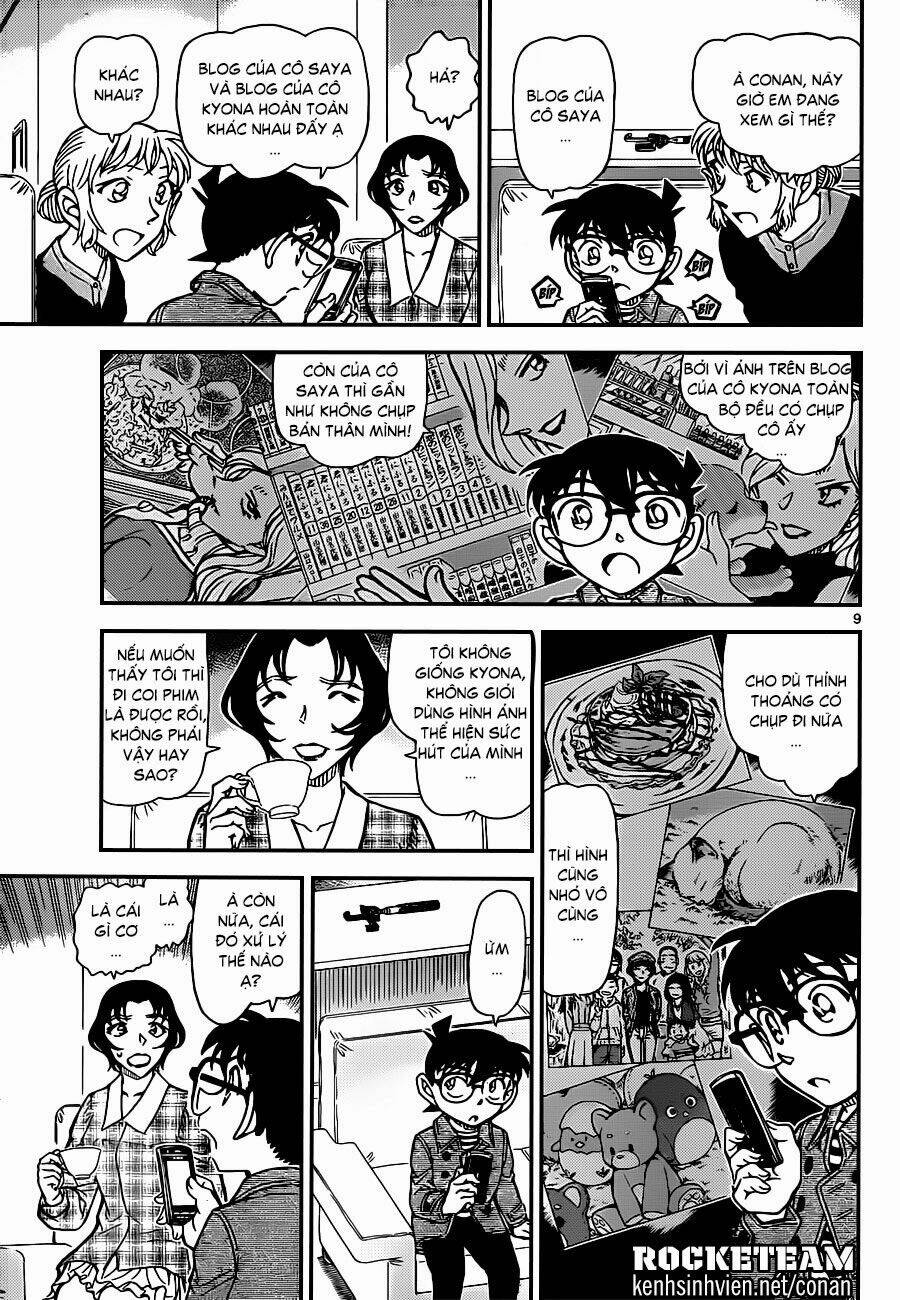 À CONAN, NÃY
GIỜ EM ĐANG
XEM GÌ THẾ?
BLOG CỦA
CÔ SAYA
...
BÍP
BÍP
BÍP
HẢ?
BLOG CỦA CÔ SAYA
VÀ BLOG CỦA CÔ
KYONA HOÀN TOÀN
KHÁC NHAU ĐẤY Ạ
...
KHÁC
NHAU?
BỞI VÌ ẢNH TRÊN BLOG
CỦA CÔ KYONA TOÀN
BỘ ĐỀU CÓ CHỤP
CÔ ẤY
...
CÒN CỦA CÔ
SAYA THÌ GẦN
NHƯ KHÔNG CHỤP
BẢN THÂN MÌNH!
9
CHO DÙ THỈNH
THOẢNG CÓ
CHỤP ĐI NỮA
...
THÌ HÌNH
CŨNG
NHỎ VÔ
CÙNG
...
TÔI KHÔNG
GIỐNG KYONA,
KHÔNG GIỎI
DÙNG HÌNH ẢNH
THỂ HIỆN SỨC
HÚT CỦA MÌNH
...
NẾU MUỐN
THẤY TÔI THÌ
ĐI COI PHIM
LÀ ĐƯỢC RỒI,
KHÔNG PHẢI
VẬY HAY
SAO?
ỪM
...
À CÒN
NỮA, CÁI
ĐÓ XỬ LÝ
THẾ NÀO
Ạ?
LÀ
...
LÀ CÁI
GÌ CƠ
...
ROCKETEAM
kenhsinhvien.net/conan